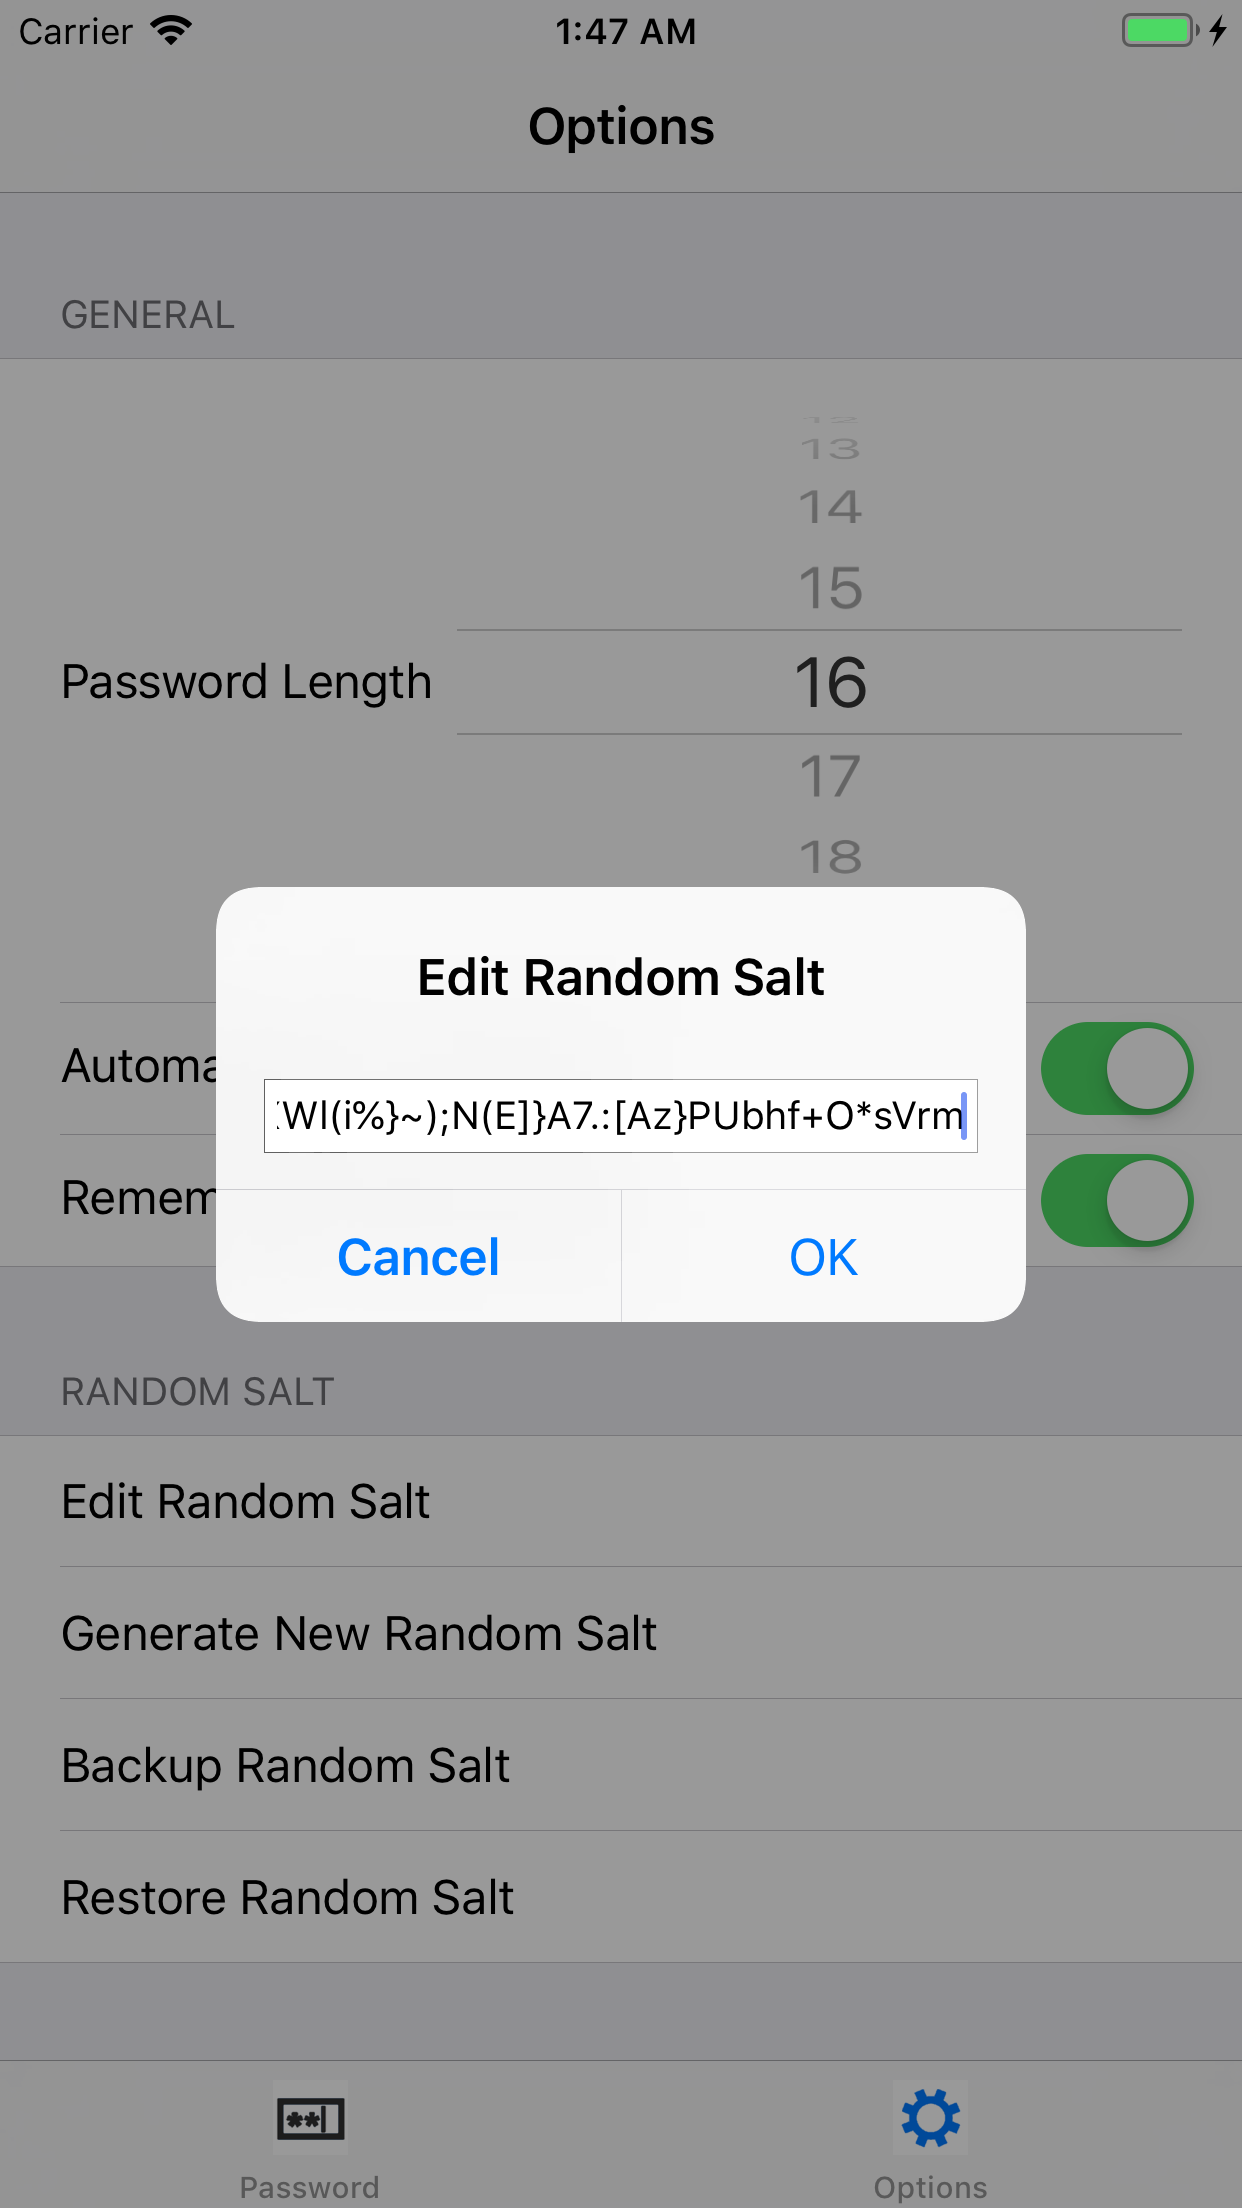 Carrier 1:47 AM
Options
GENERAL
12
13
14
15
Password Length 16
17
18
Edit Random Salt
Wl(i%}~);N(E]}A7.:[Az}PUbhf+O*sVrm
Automa
Remem
Cancel OK
RANDOM SALT
Edit Random Salt
Generate New Random Salt
Backup Random Salt
Restore Random Salt
**
Password Options